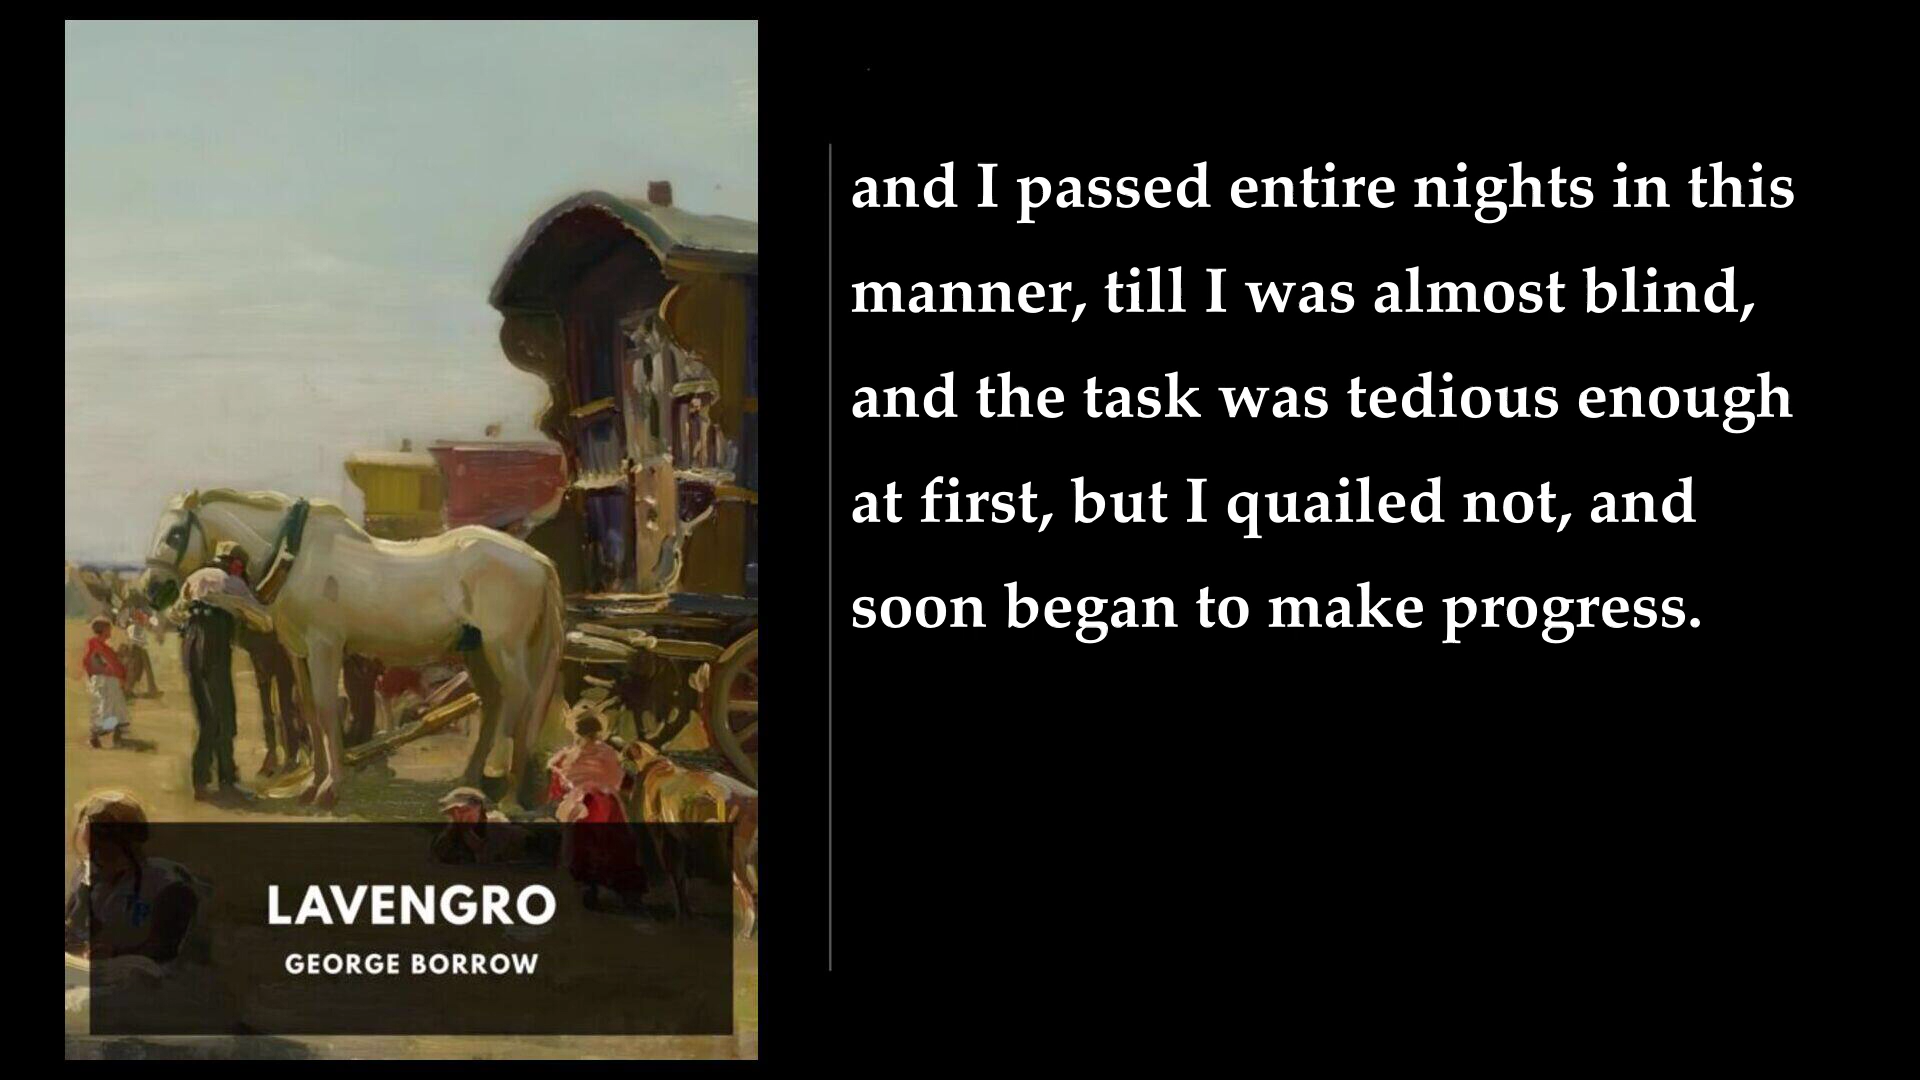 and I passed entire nights in this
manner, till I was almost blind,
and the task was tedious enough
at first, but I quailed not, and
soon began to make progress.
LAVENGRO
GEORGE BORROW